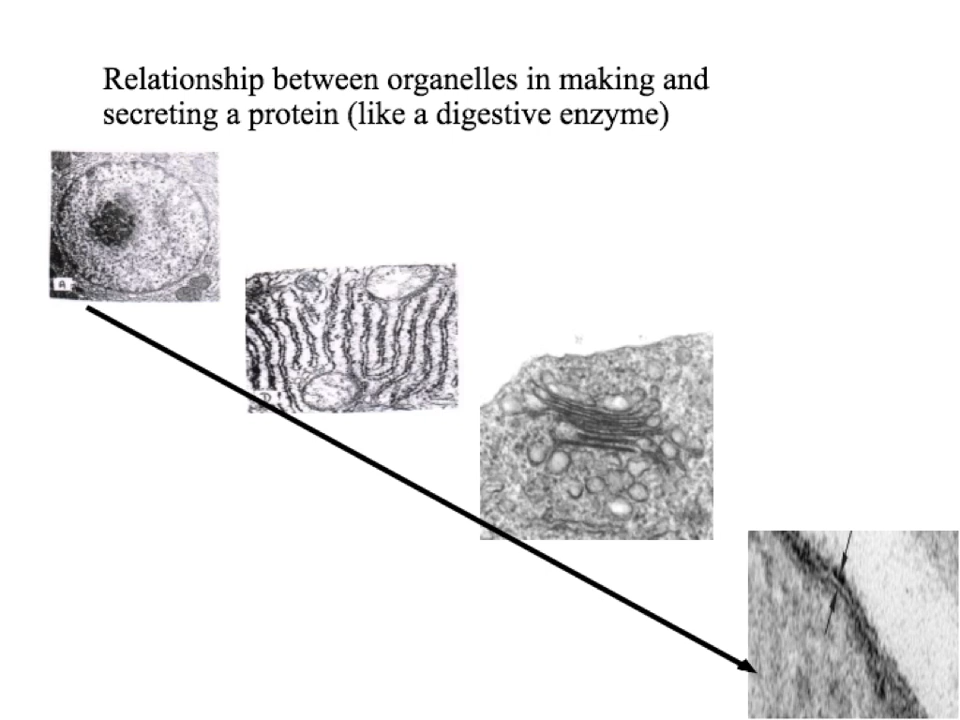 Relationship between organelles in making and
secreting a protein (like a digestive enzyme)
A